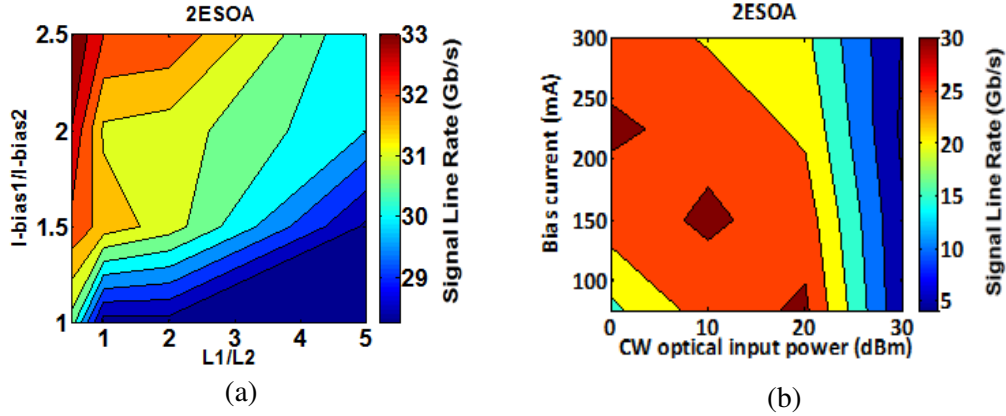 2ESOA
2.5
2
1.5
1
I-bias1/I-bias2
1
2
3
4
5
L1/L2
33
32
31
30
29
Signal Line Rate (Gb/s)
(a)
2ESOA
300
250
200
150
100
Bias current (mA)
0
10
20
30
CW optical input power (dBm)
30
25
20
15
10
5
Signal Line Rate (Gb/s)
(b)